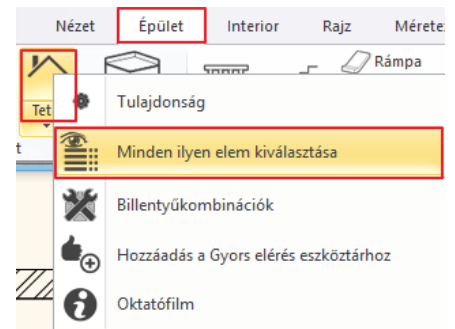 Nézet Épület Interior Rajz Mérete
Rámpa
Tet
Tulajdonság
t
Minden ilyen elem kiválasztása
Billentyűkombinációk
Hozzáadás a Gyors elérés eszköztárhoz
Oktatófilm